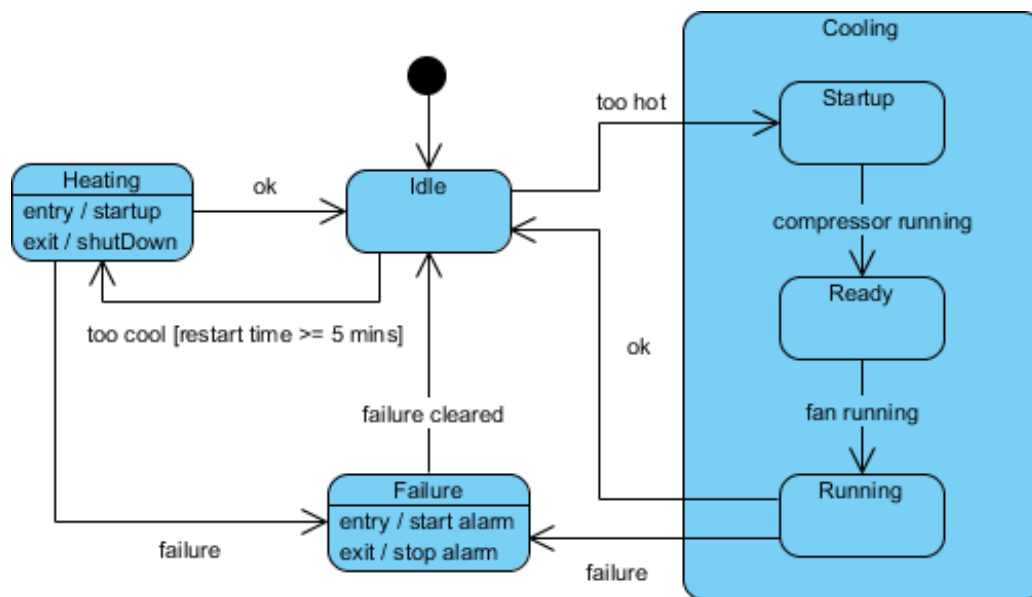 Cooling
too hot
Startup
Heating
entry / startup
exit / shutDown
ok
Idle
compressor running
Ready
too cool [restart time >= 5 mins]
ok
failure cleared
fan running
Failure
entry / start alarm
exit / stop alarm
Running
failure
failure